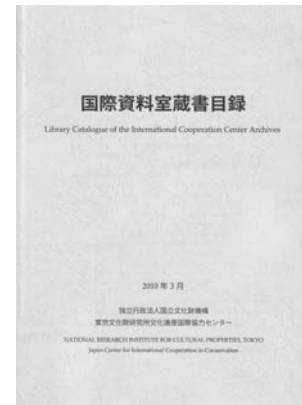 国際資料室蔵書目録
Library Catalogue of the International Cooperation Center Archives
2010 年 3 月
独立行政法人国立文化財機構
東京文化財研究所文化遺産国際協力センター
NATIONAL RESEARCH INSTITUTE FOR CULTURAL PROPERTIES, TOKYO
Japan Center for International Cooperation in Conservation